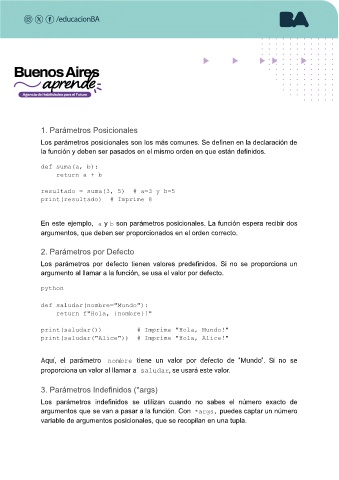 /educacionBA
BA
Buenos Aires
aprende
Agencia de Habilidades para el Futuro
1. Parámetros Posicionales
Los parámetros posicionales son los más comunes. Se definen en la declaración de
la función y deben ser pasados en el mismo orden en que están definidos.
def suma(a, b):
return a + b
resultado = suma(3, 5) # a=3 y b=5
print(resultado) # Imprime 8
En este ejemplo, a y b son parámetros posicionales. La función espera recibir dos
argumentos, que deben ser proporcionados en el orden correcto.
2. Parámetros por Defecto
Los parámetros por defecto tienen valores predefinidos. Si no se proporciona un
argumento al llamar a la función, se usa el valor por defecto.
python
def saludar(nombre="Mundo"):
return f"Hola, {nombre}!"
print(saludar()) # Imprime "Hola, Mundo!"
print(saludar("Alice")) # Imprime "Hola, Alice!"
Aquí, el parámetro nombre tiene un valor por defecto de "Mundo". Si no se
proporciona un valor al llamar a saludar, se usará este valor.
3. Parámetros Indefinidos (*args)
Los parámetros indefinidos se utilizan cuando no sabes el número exacto de
argumentos que se van a pasar a la función. Con *args, puedes captar un número
variable de argumentos posicionales, que se recopilan en una tupla.